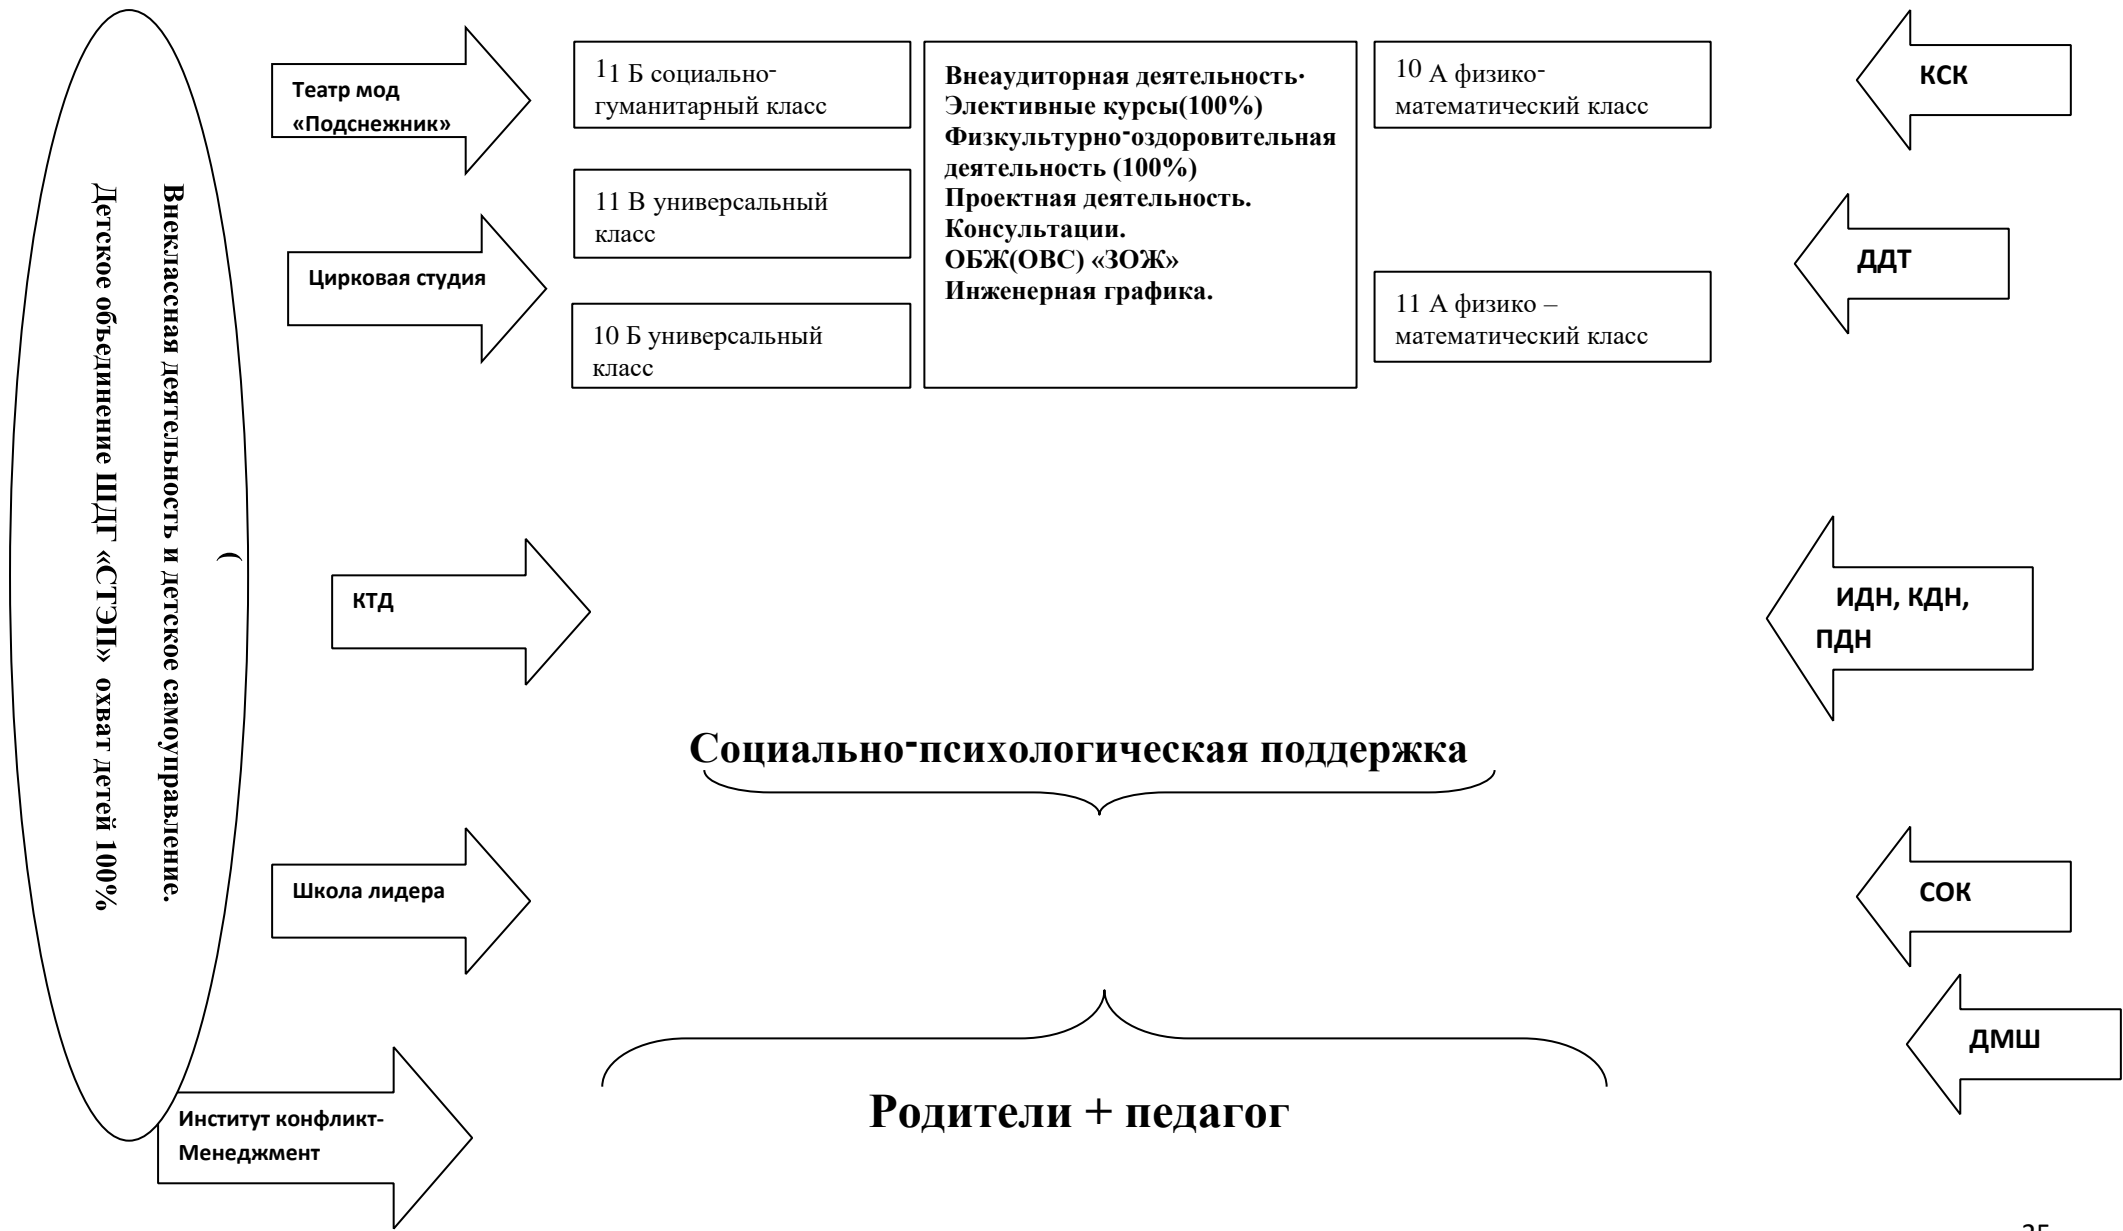 Внеклассная деятельность и детское самоуправление.
Детское объединение ШДГ «СТЭП» охват детей 100%
(
Театр мод
«Подснежник»
Цирковая студия
КТД
Школа лидера
Институт конфликт-
Менеджмент
11 Б социально-
гуманитарный класс
11 В универсальный
класс
10 Б универсальный
класс
Внеаудиторная деятельность·
Элективные курсы(100%)
Физкультурно-оздоровительная
деятельность (100%)
Проектная деятельность.
Консультации.
ОБЖ(ОВС) «ЗОЖ»
Инженерная графика.
10 А физико-
математический класс
11 А физико –
математический класс
КСК
ДДТ
ИДН, КДН,
ПДН
СОК
ДМШ
Социально-психологическая поддержка
Родители + педагог